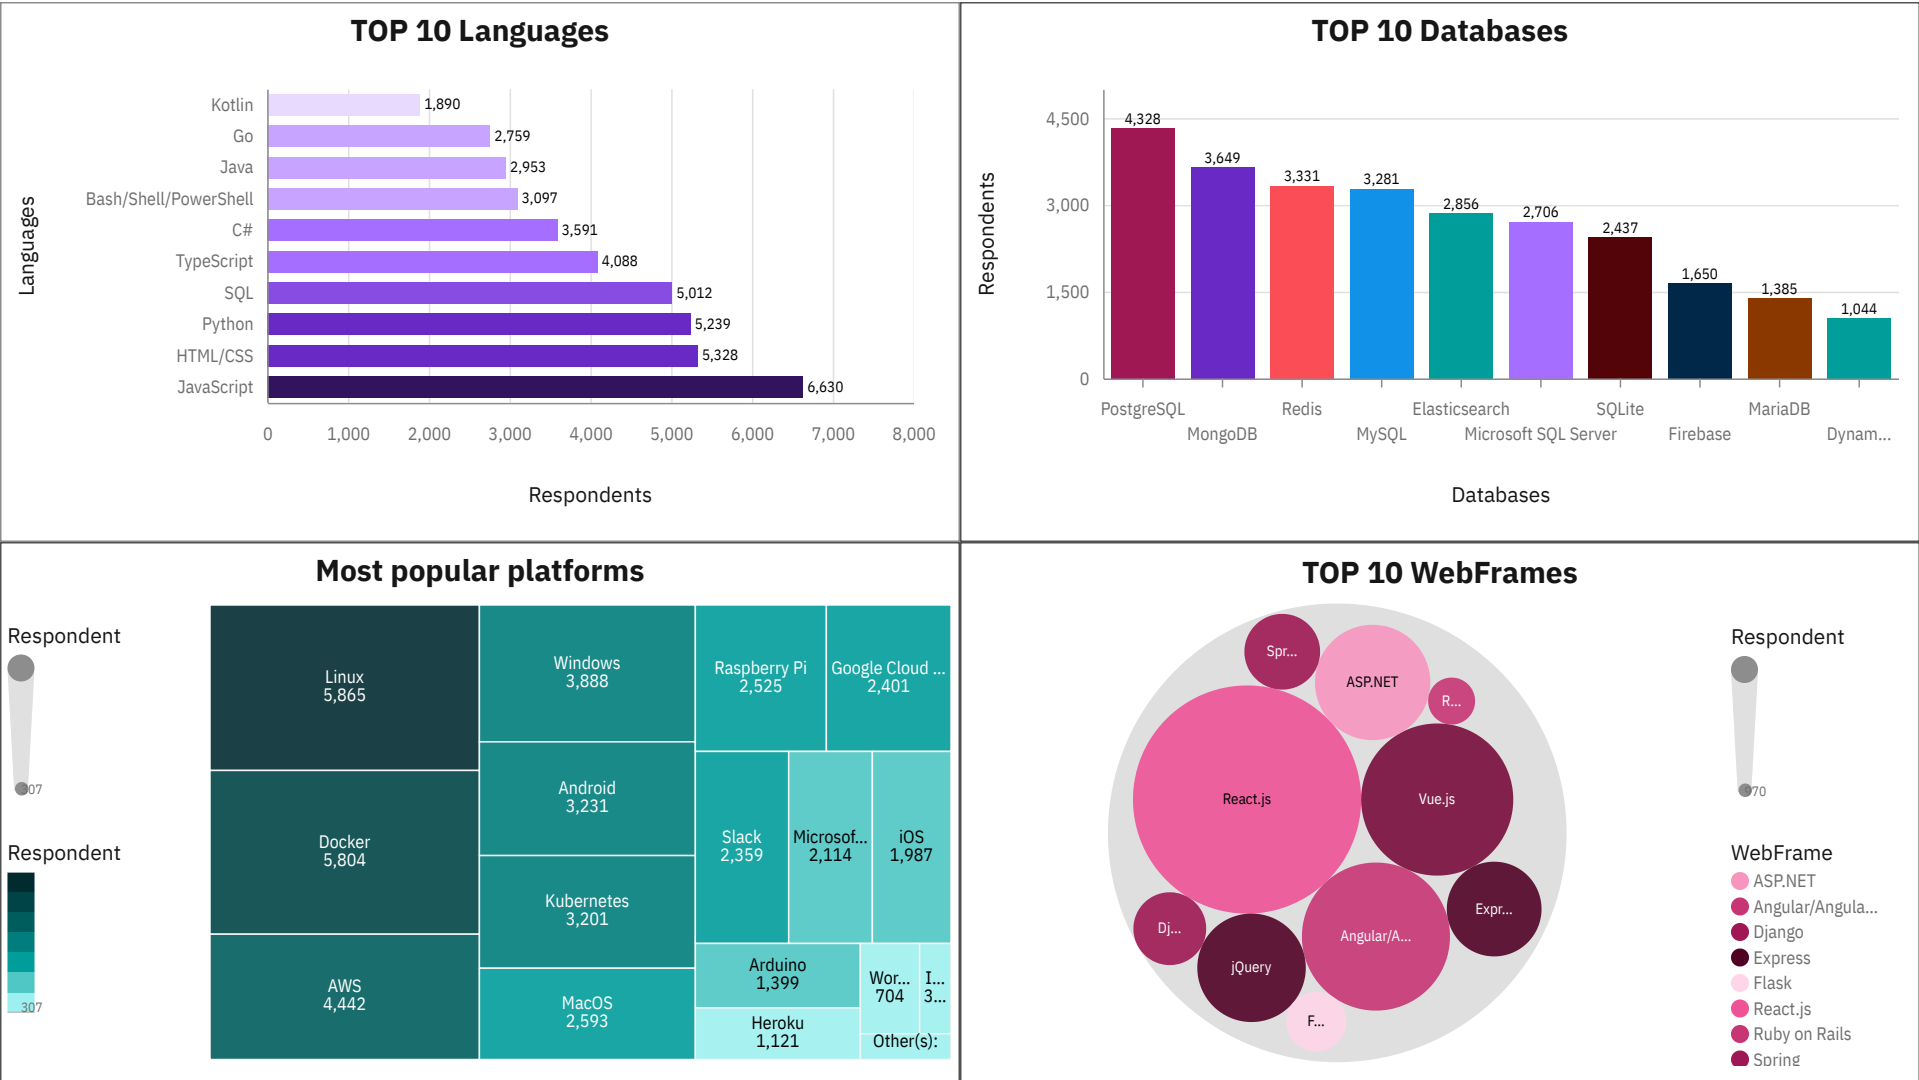 TOP 10 Languages
Languages
Kotlin
1,890
Go
2,759
Java
2,953
Bash/Shell/PowerShell
3,097
C#
3,591
TypeScript
4,088
SQL
5,012
Python
5,239
HTML/CSS
5,328
JavaScript
6,630
0 1,000 2,000 3,000 4,000 5,000 6,000 7,000 8,000
Respondents
TOP 10 Databases
Respondents
4,500
3,000
1,500
0
4,328
3,649
3,331
3,281
2,856
2,706
2,437
1,650
1,385
1,044
PostgreSQL Redis Elasticsearch SQLite MariaDB
MongoDB MySQL Microsoft SQL Server Firebase Dynam...
Databases
Most popular platforms
Respondent
307
Respondent
307
Linux
5,865
Docker
5,804
AWS
4,442
Windows
3,888
Android
3,231
Kubernetes
3,201
MacOS
2,593
Raspberry Pi
2,525
Google Cloud ...
2,401
Slack
2,359
Microsof...
2,114
iOS
1,987
Arduino
1,399
Heroku
1,121
Wor...
704
I...
3...
Other(s):
TOP 10 WebFrames
Spr...
ASP.NET
R...
React.js
Vue.js
Expr...
Dj...
Angular/A...
jQuery
F...
Respondent
970
WebFrame
ASP.NET
Angular/Angula...
Django
Express
Flask
React.js
Ruby on Rails
Spring